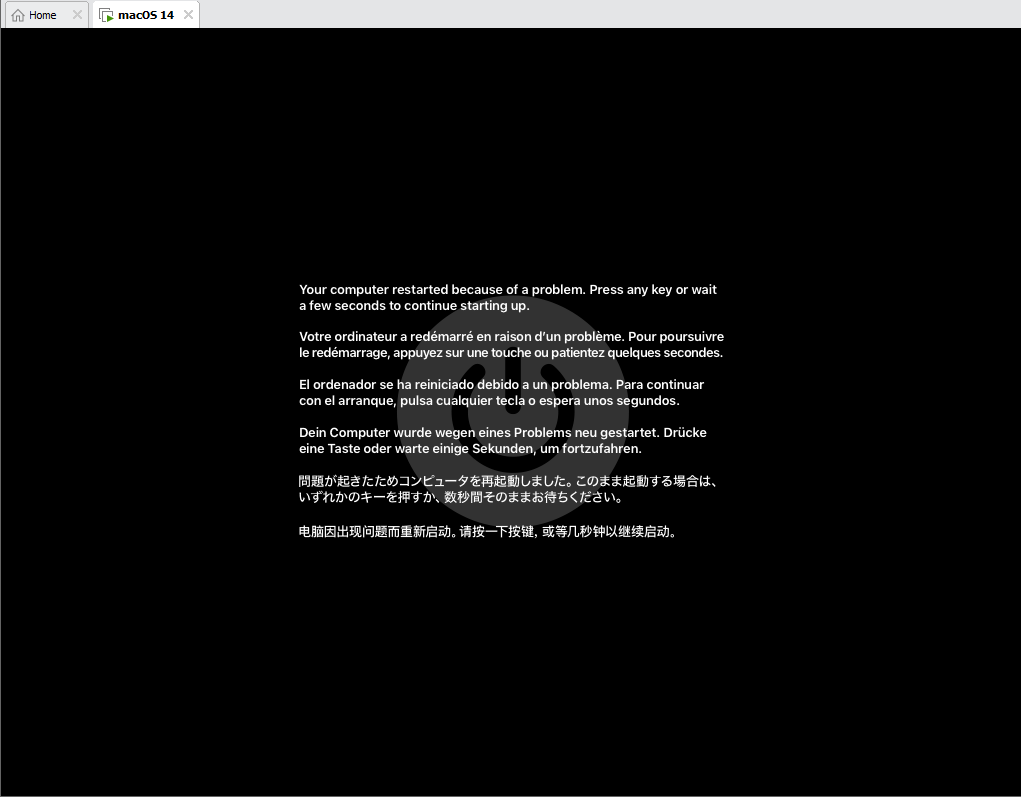 Home
macOS 14
Your computer restarted because of a problem. Press any key or wait
a few seconds to continue starting up.
Votre ordinateur a redémarré en raison d’un problème. Pour poursuivre
le redémarrage, appuyez sur une touche ou patientez quelques secondes.
El ordenador se ha reiniciado debido a un problema. Para continuar
con el arranque, pulsa cualquier tecla o espera unos segundos.
Dein Computer wurde wegen eines Problems neu gestartet. Drücke
eine Taste oder warte einige Sekunden, um fortzufahren.
問題が起きたためコンピュータを再起動しました。このまま起動する場合は、
いずれかのキーを押すか、数秒間そのままお待ちください。
电脑因出现问题而重新启动。请按一下按键，或等几秒钟以继续启动。